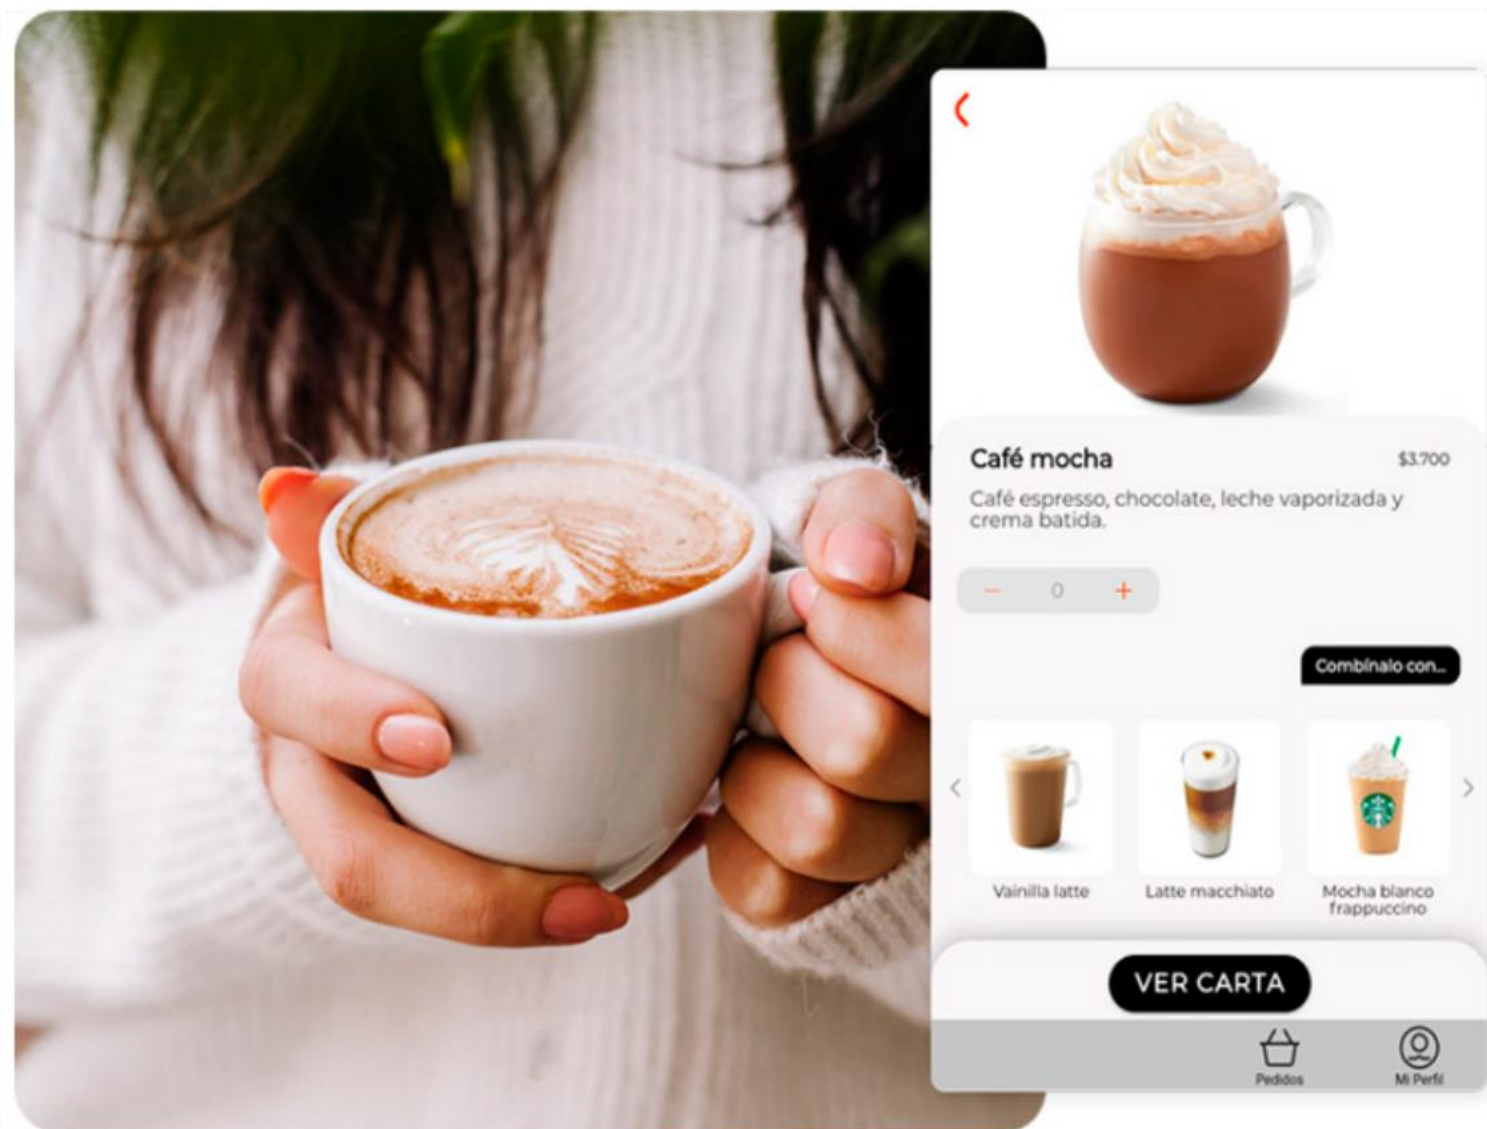 Café mocha
$3.700
Café espresso, chocolate, leche vaporizada y
crema batida.
− 0 +
Combínalo con...
Vainilla latte
Latte macchiato
Mocha blanco
frappuccino
VER CARTA
Pedidos
Mi Perfil